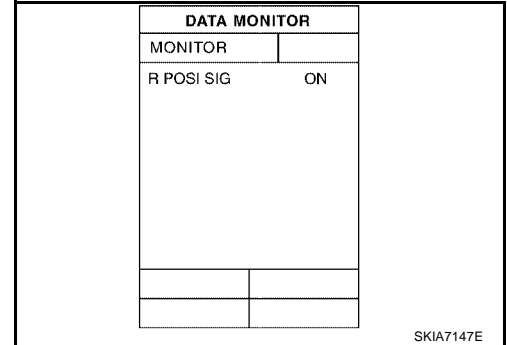 DATA MONITOR
MONITOR
R POSI SIG ON
SKIA7147E